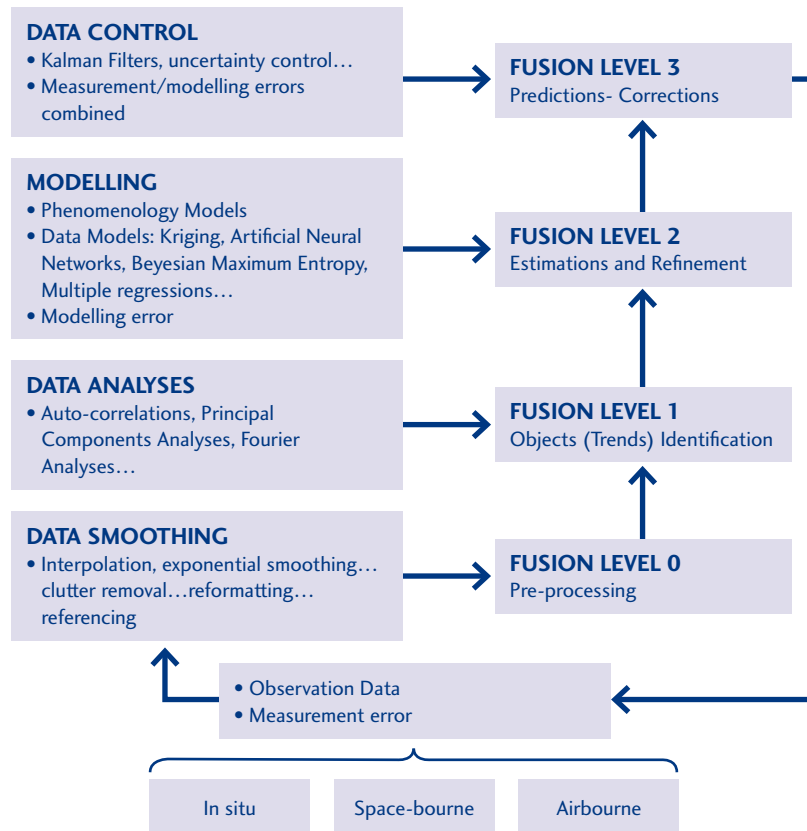 DATA CONTROL
• Kalman Filters, uncertainty control…
• Measurement/modelling errors
combined
FUSION LEVEL 3
Predictions- Corrections
MODELLING
• Phenomenology Models
• Data Models: Kriging, Artificial Neural
Networks, Beyesian Maximum Entropy,
Multiple regressions…
• Modelling error
FUSION LEVEL 2
Estimations and Refinement
DATA ANALYSES
• Auto-correlations, Principal
Components Analyses, Fourier
Analyses…
FUSION LEVEL 1
Objects (Trends) Identification
DATA SMOOTHING
• Interpolation, exponential smoothing…
clutter removal…reformatting…
referencing
FUSION LEVEL 0
Pre-processing
• Observation Data
• Measurement error
In situ
Space-bourne
Airbourne